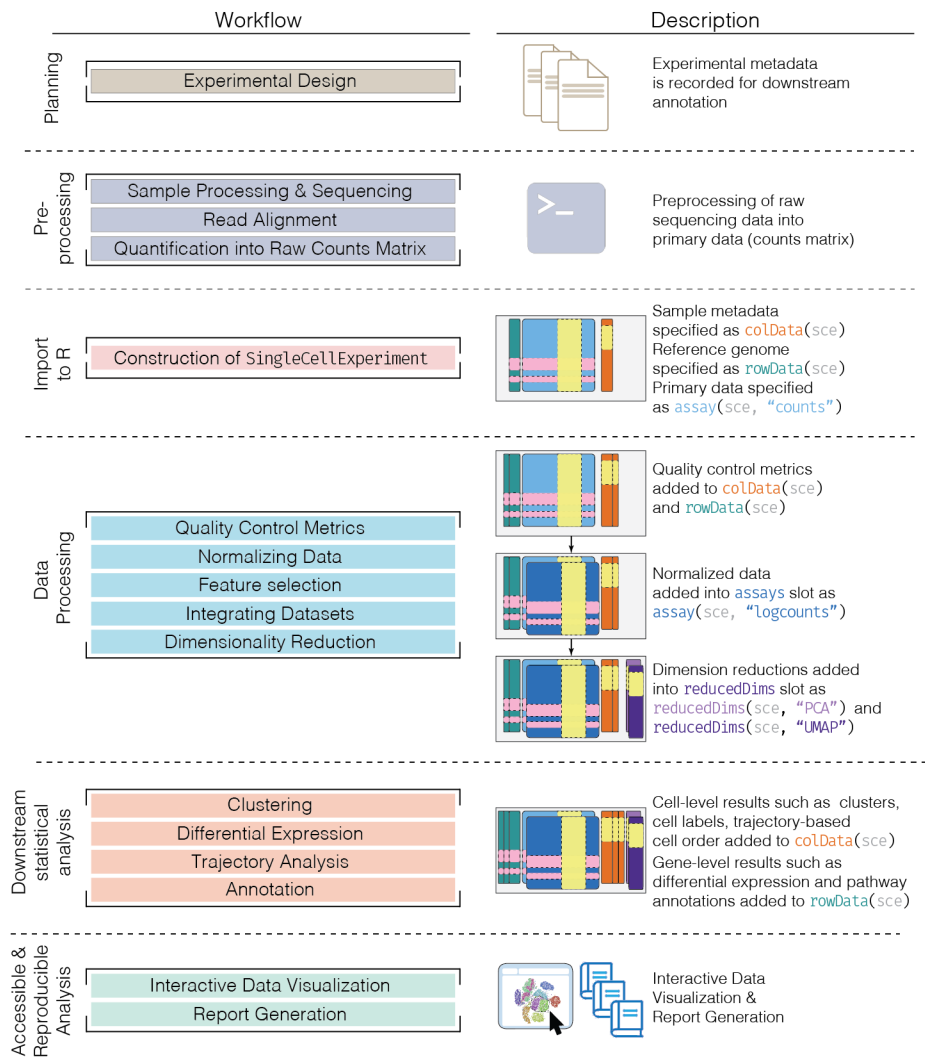 Workflow
Description
Planning
Experimental Design
Experimental metadata
is recorded for downstream
annotation
Pre-
processing
Sample Processing & Sequencing
Read Alignment
Quantification into Raw Counts Matrix
>_
Preprocessing of raw
sequencing data into
primary data (counts matrix)
Import
to R
Construction of SingleCellExperiment
Sample metadata
specified as colData(sce)
Reference genome
specified as rowData(sce)
Primary data specified
as assay(sce, “counts”)
Data
Processing
Quality Control Metrics
Normalizing Data
Feature selection
Integrating Datasets
Dimensionality Reduction
Quality control metrics
added to colData(sce)
and rowData(sce)
Normalized data
added into assays slot as
assay(sce, “logcounts”)
Dimension reductions added
into reducedDims slot as
reducedDims(sce, “PCA”) and
reducedDims(sce, “UMAP”)
Downstream
statistical
analysis
Clustering
Differential Expression
Trajectory Analysis
Annotation
Cell-level results such as clusters,
cell labels, trajectory-based
cell order added to colData(sce)
Gene-level results such as
differential expression and pathway
annotations added to rowData(sce)
Accessible &
Reproducible
Analysis
Interactive Data Visualization
Report Generation
Interactive Data
Visualization &
Report Generation